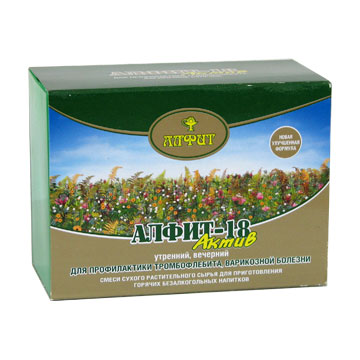 АЛФИТ
НОВАЯ
УЛУЧШЕННАЯ
ФОРМУЛА
АЛФИТ-18
Актив
утренний, вечерний
ДЛЯ ПРОФИЛАКТИКИ ТРОМБОФЛЕБИТА, ВАРИКОЗНОЙ БОЛЕЗНИ
СМЕСИ СУХОГО РАСТИТЕЛЬНОГО СЫРЬЯ ДЛЯ ПРИГОТОВЛЕНИЯ
ГОРЯЧИХ БЕЗАЛКОГОЛЬНЫХ НАПИТКОВ